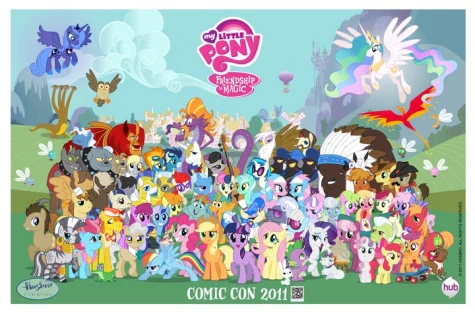 MY LITTLE
PONY
FRIENDSHIP
IS MAGIC
COMIC CON 2011
hub